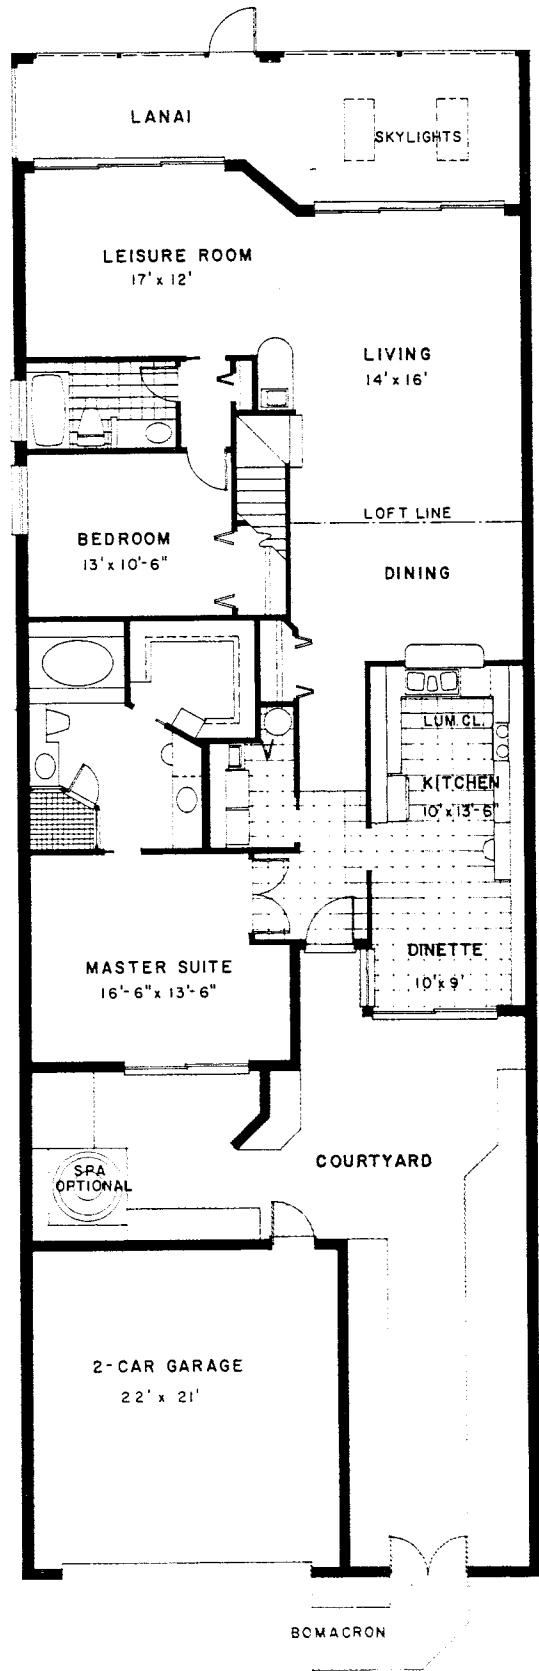 LANAI
SKYLIGHTS
LEISURE ROOM
17' x 12'
LIVING
14' x 16'
LOFT LINE
BEDROOM
13' x 10'-6"
DINING
LUM. CL.
KITCHEN
10' x 13'-6"
DINETTE
10' x 9'
MASTER SUITE
16'-6" x 13'-6"
COURTYARD
SPA
OPTIONAL
2-CAR GARAGE
22' x 21'
BOMACRON